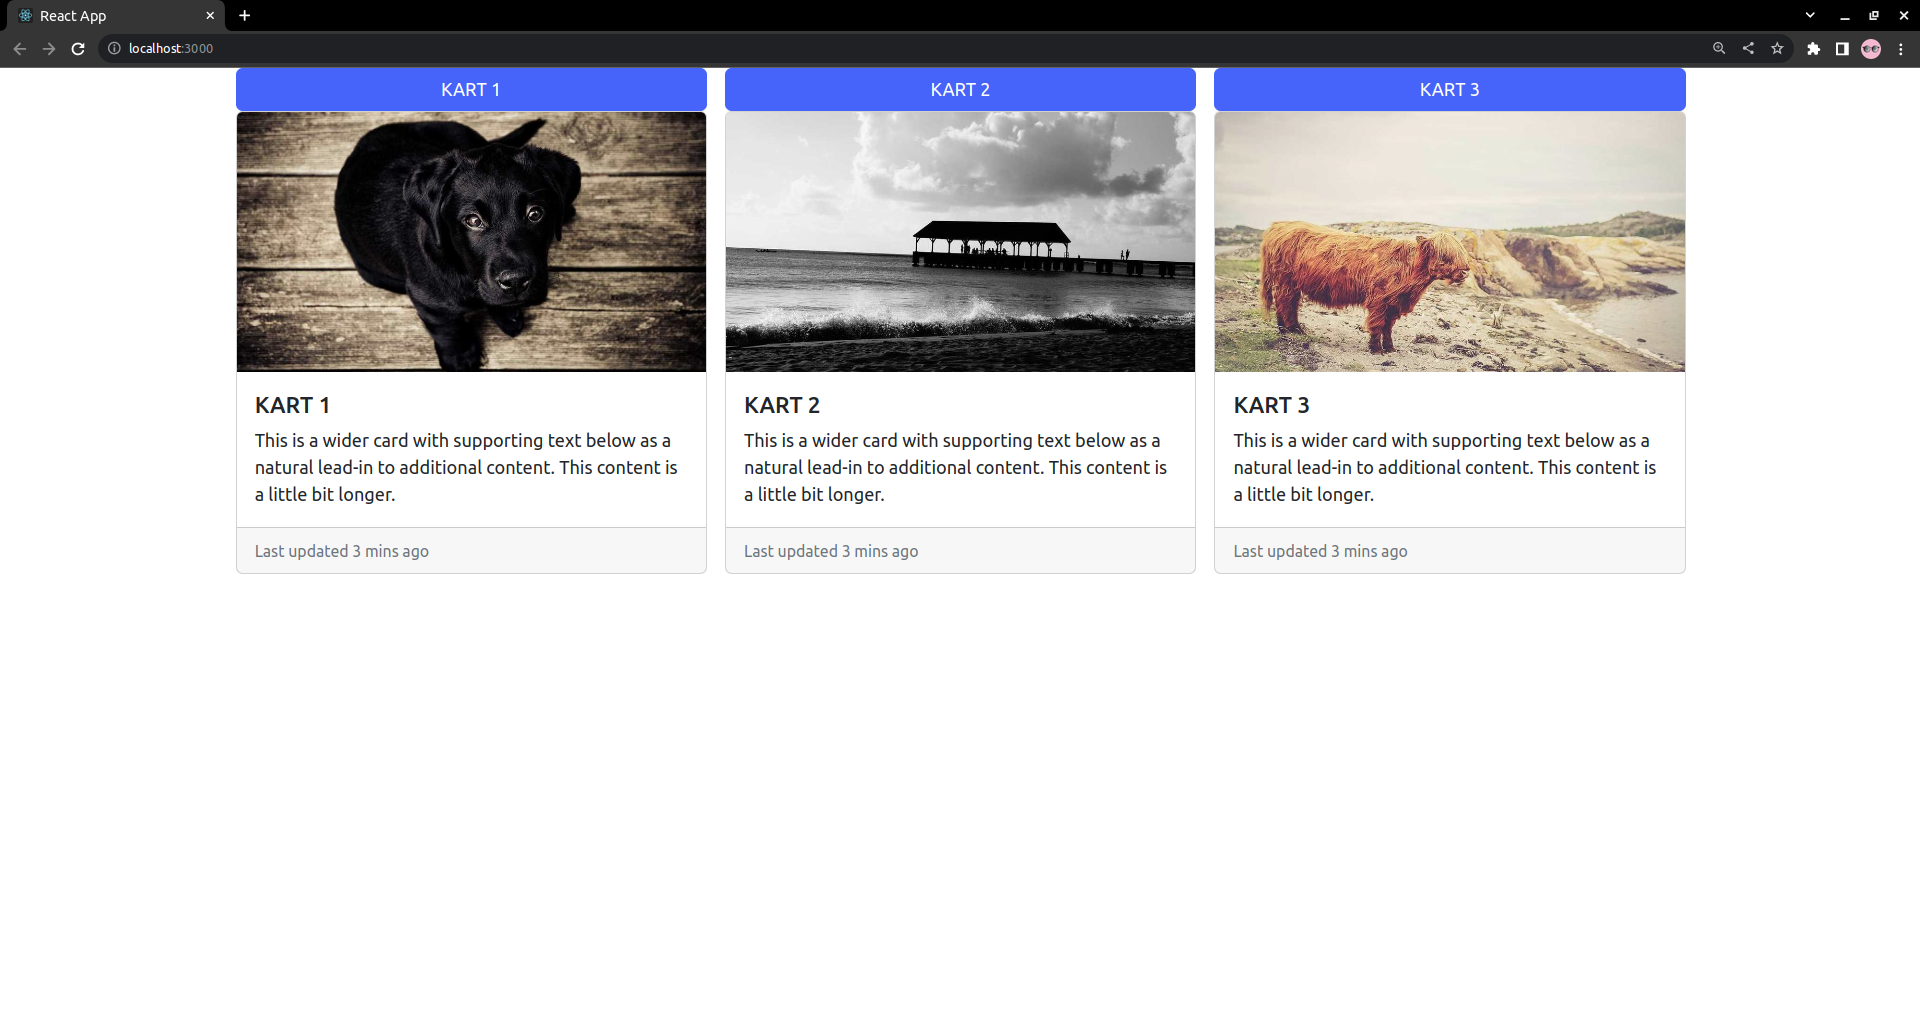 React App
localhost:3000
KART 1
KART 2
KART 3
KART 1
This is a wider card with supporting text below as a
natural lead-in to additional content. This content is
a little bit longer.
Last updated 3 mins ago
KART 2
This is a wider card with supporting text below as a
natural lead-in to additional content. This content is
a little bit longer.
Last updated 3 mins ago
KART 3
This is a wider card with supporting text below as a
natural lead-in to additional content. This content is
a little bit longer.
Last updated 3 mins ago